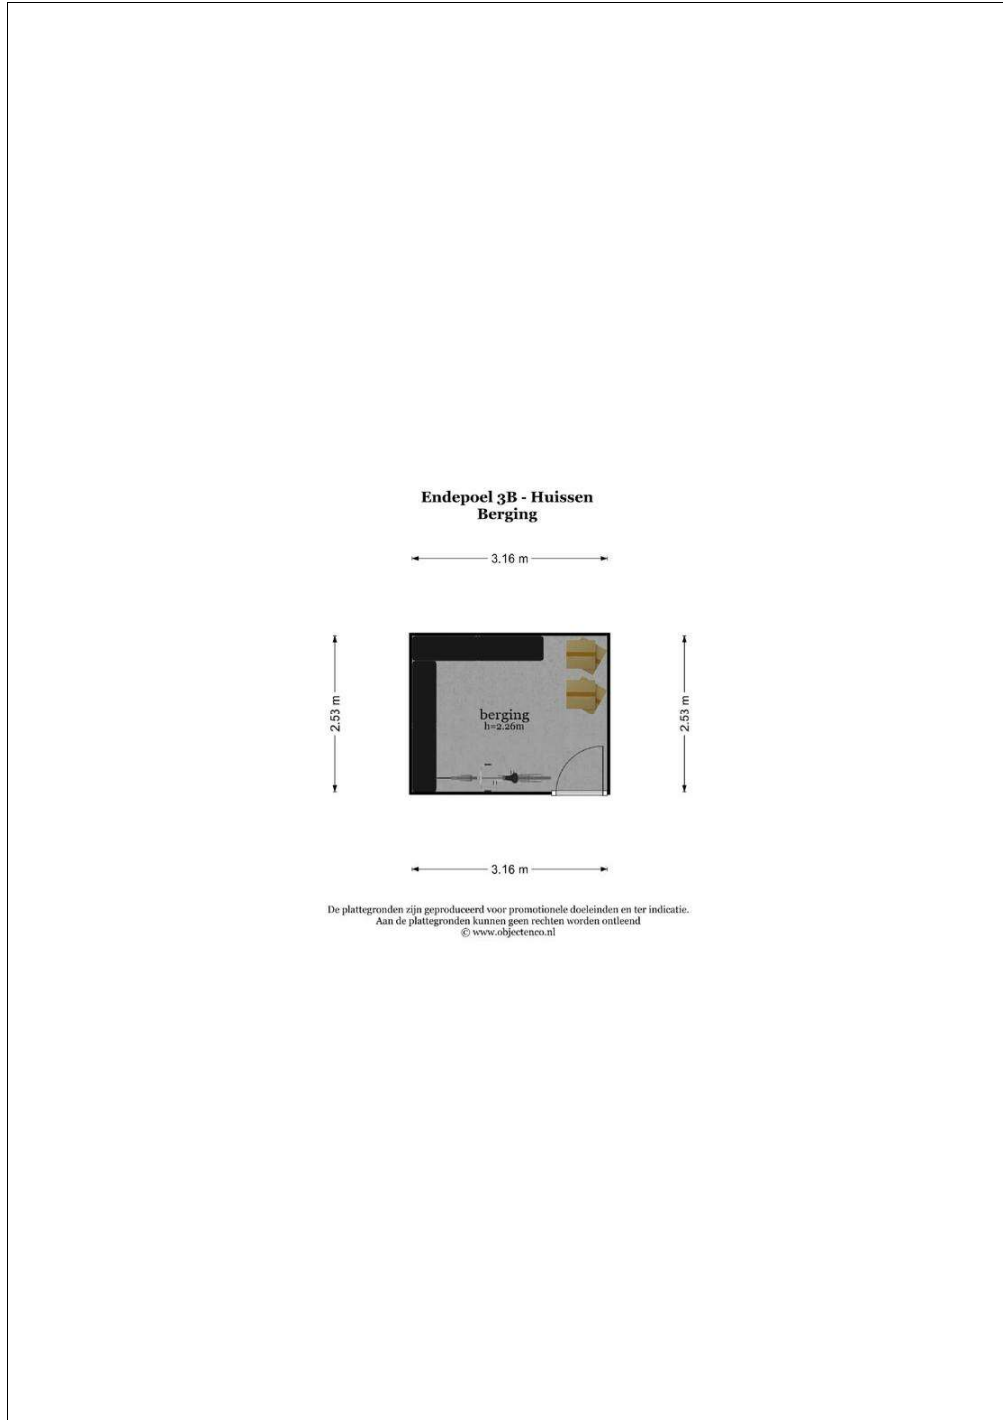 Endepoel 3B - Huissen
Berging
3.16 m
2.53 m
2.53 m
berging
h=2.26m
3.16 m
De plattegronden zijn geproduceerd voor promotionele doeleinden en ter indicatie.
Aan de plattegronden kunnen geen rechten worden ontleend
© www.objectenco.nl